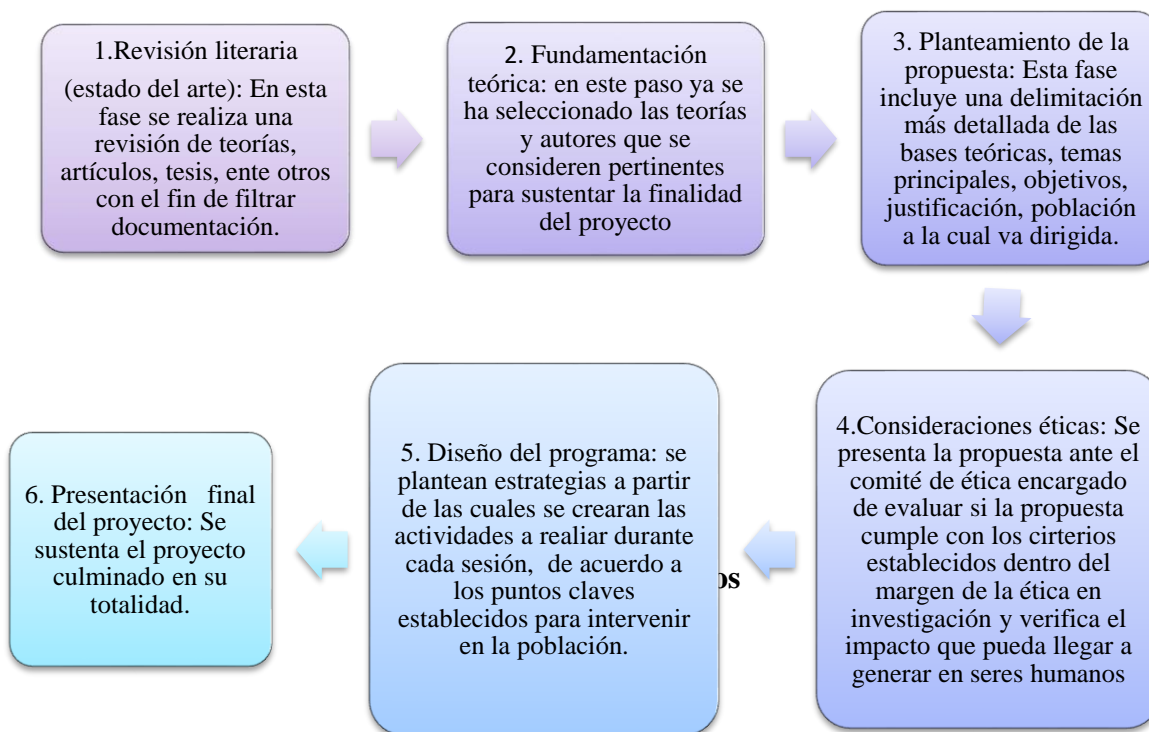 1.Revisión literaria
(estado del arte): En esta
fase se realiza una
revisión de teorías,
artículos, tesis, ente otros
con el fin de filtrar
documentación.
2. Fundamentación
teórica: en este paso ya se
ha seleccionado las teorías
y autores que se
consideren pertinentes
para sustentar la finalidad
del proyecto
3. Planteamiento de la
propuesta: Esta fase
incluye una delimitación
más detallada de las
bases teóricas, temas
principales, objetivos,
justificación, población
a la cual va dirigida.
4.Consideraciones éticas: Se
presenta la propuesta ante el
comité de ética encargado
de evaluar si la propuesta
cumple con los cirterios
establecidos dentro del
margen de la ética en
investigación y verifica el
impacto que pueda llegar a
generar en seres humanos
5. Diseño del programa: se
plantean estrategias a partir
de las cuales se crearan las
actividades a realiar durante
cada sesión, de acuerdo a
los puntos claves
establecidos para intervenir
en la población.
6. Presentación final
del proyecto: Se
sustenta el proyecto
culminado en su
totalidad.